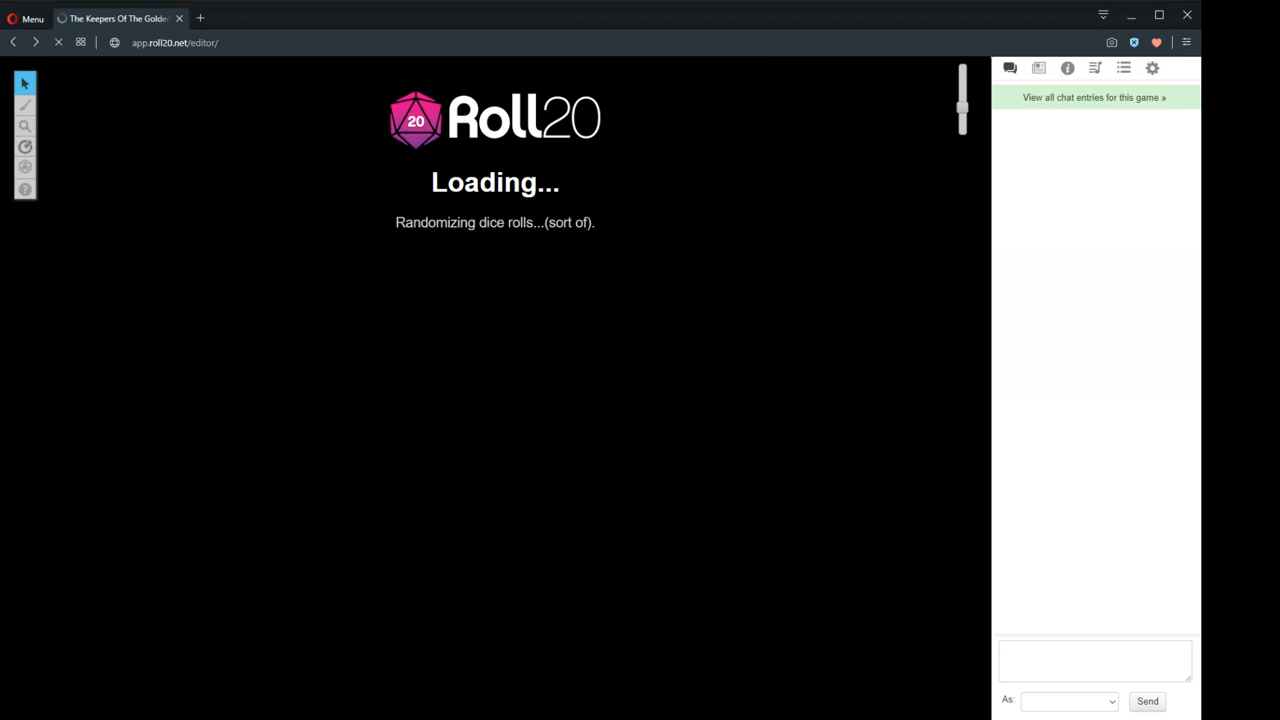 Menu
The Keepers Of The Golde
app.roll20.net/editor/
20
Roll20
Loading...
Randomizing dice rolls...(sort of).
View all chat entries for this game »
As:
Send